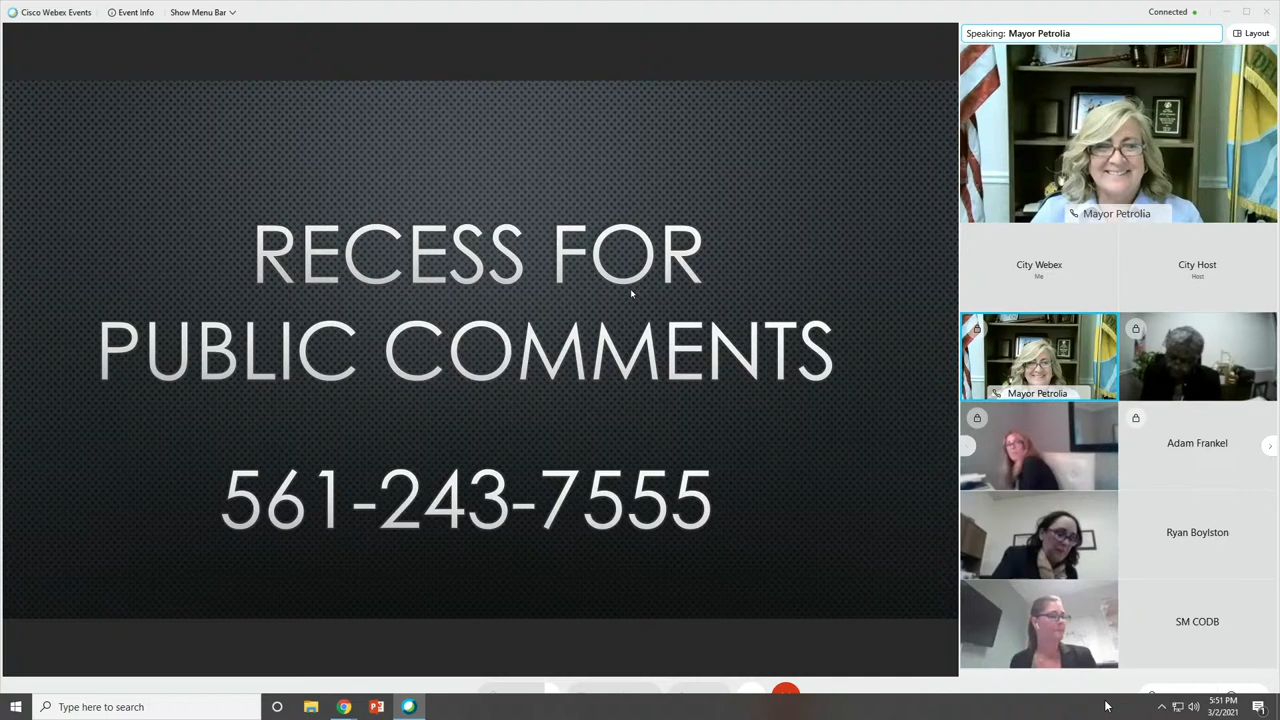 Cisco Webex Events
Event Info
Show Menu Bar
Connected
Speaking: Mayor Petrolia
Layout
Mayor Petrolia
City Webex
Me
City Host
Host
RECESS FOR
PUBLIC COMMENTS
561-243-7555
Mayor Petrolia
Adam Frankel
Ryan Boylston
SM CODB
Type here to search
5:51 PM
3/2/2021
1